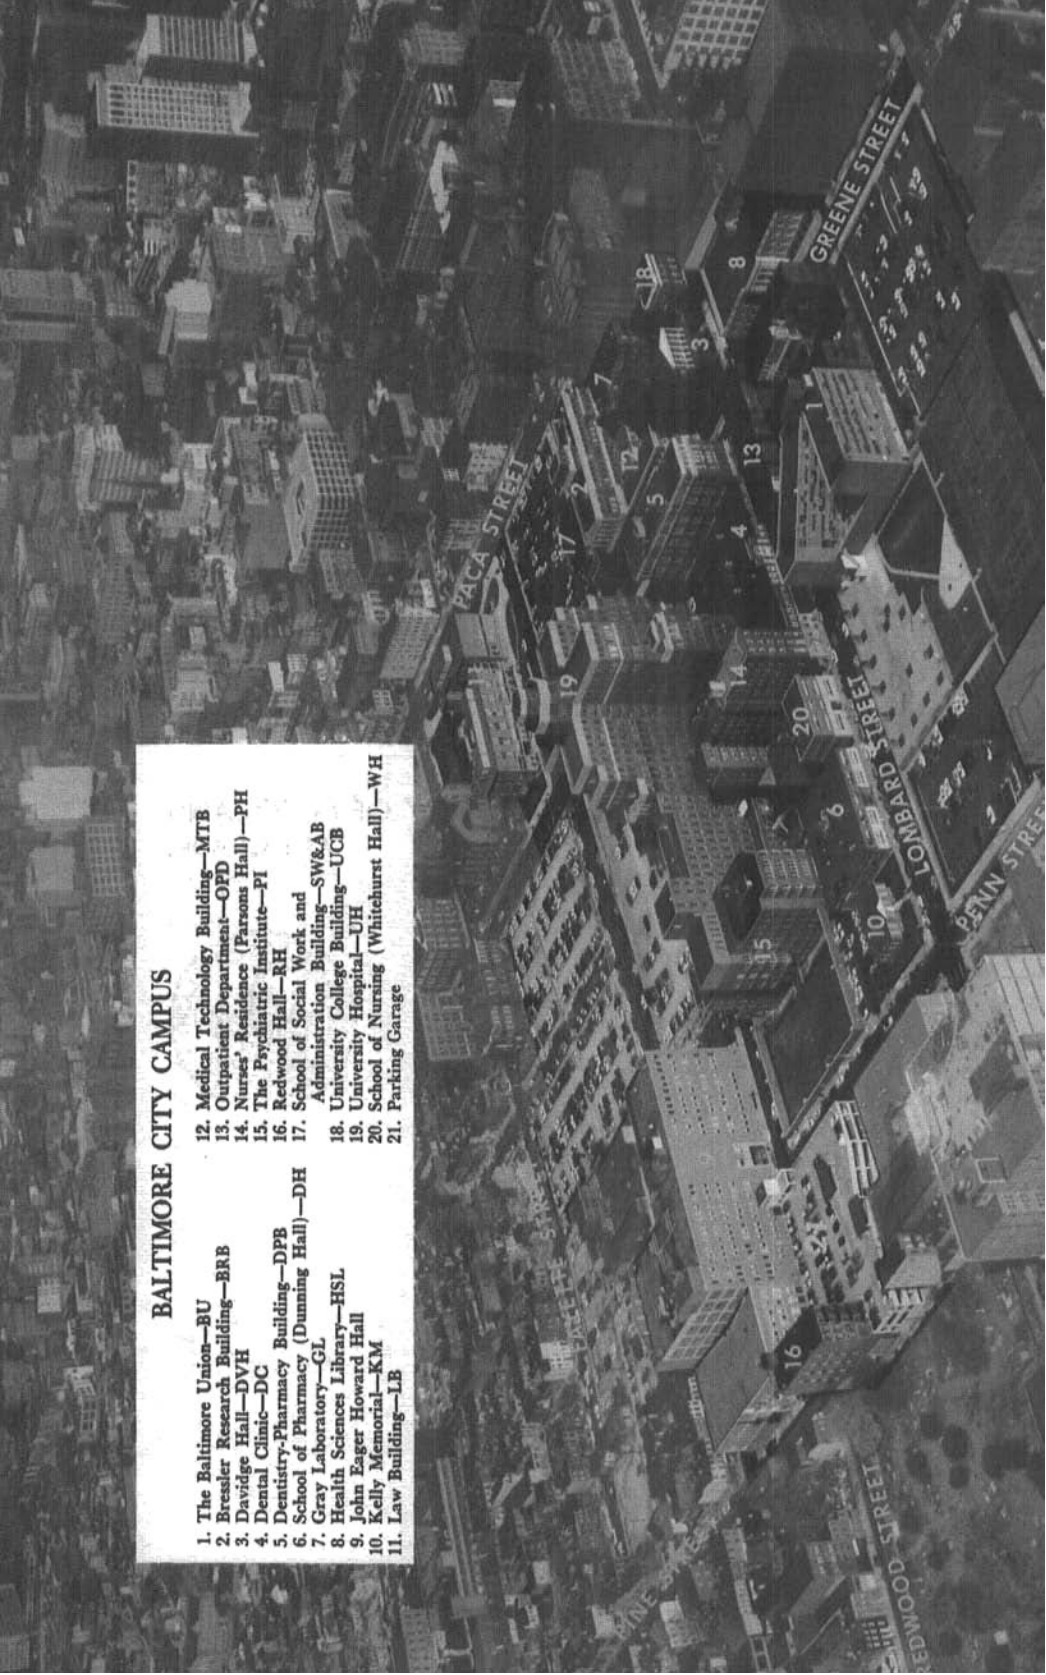 BALTIMORE CITY CAMPUS
1. The Baltimore Union—BU
2. Bressler Research Building—BRB
3. Davidge Hall—DVH
4. Dental Clinic—DC
5. Dentistry-Pharmacy Building—DPB
6. School of Pharmacy (Dunning Hall)—DH
7. Gray Laboratory—GL
8. Health Sciences Library—HSL
9. John Eager Howard Hall
10. Kelly Memorial—KM
11. Law Building—LB
12. Medical Technology Building—MTB
13. Outpatient Department—OPD
14. Nurses' Residence (Parsons Hall)—PH
15. The Psychiatric Institute—PI
16. Redwood Hall—RH
17. School of Social Work and
Administration Building—SW&AB
18. University College Building—UCB
19. University Hospital—UH
20. School of Nursing (Whitehurst Hall)—WH
21. Parking Garage
PACA STREET
GREENE STREET
LOMBARD STREET
PENN STREET
PINE
EDWOOD STREET
18
8
7
3
2
12
13
1
5
4
17
19
14
20
6
15
10
21
16